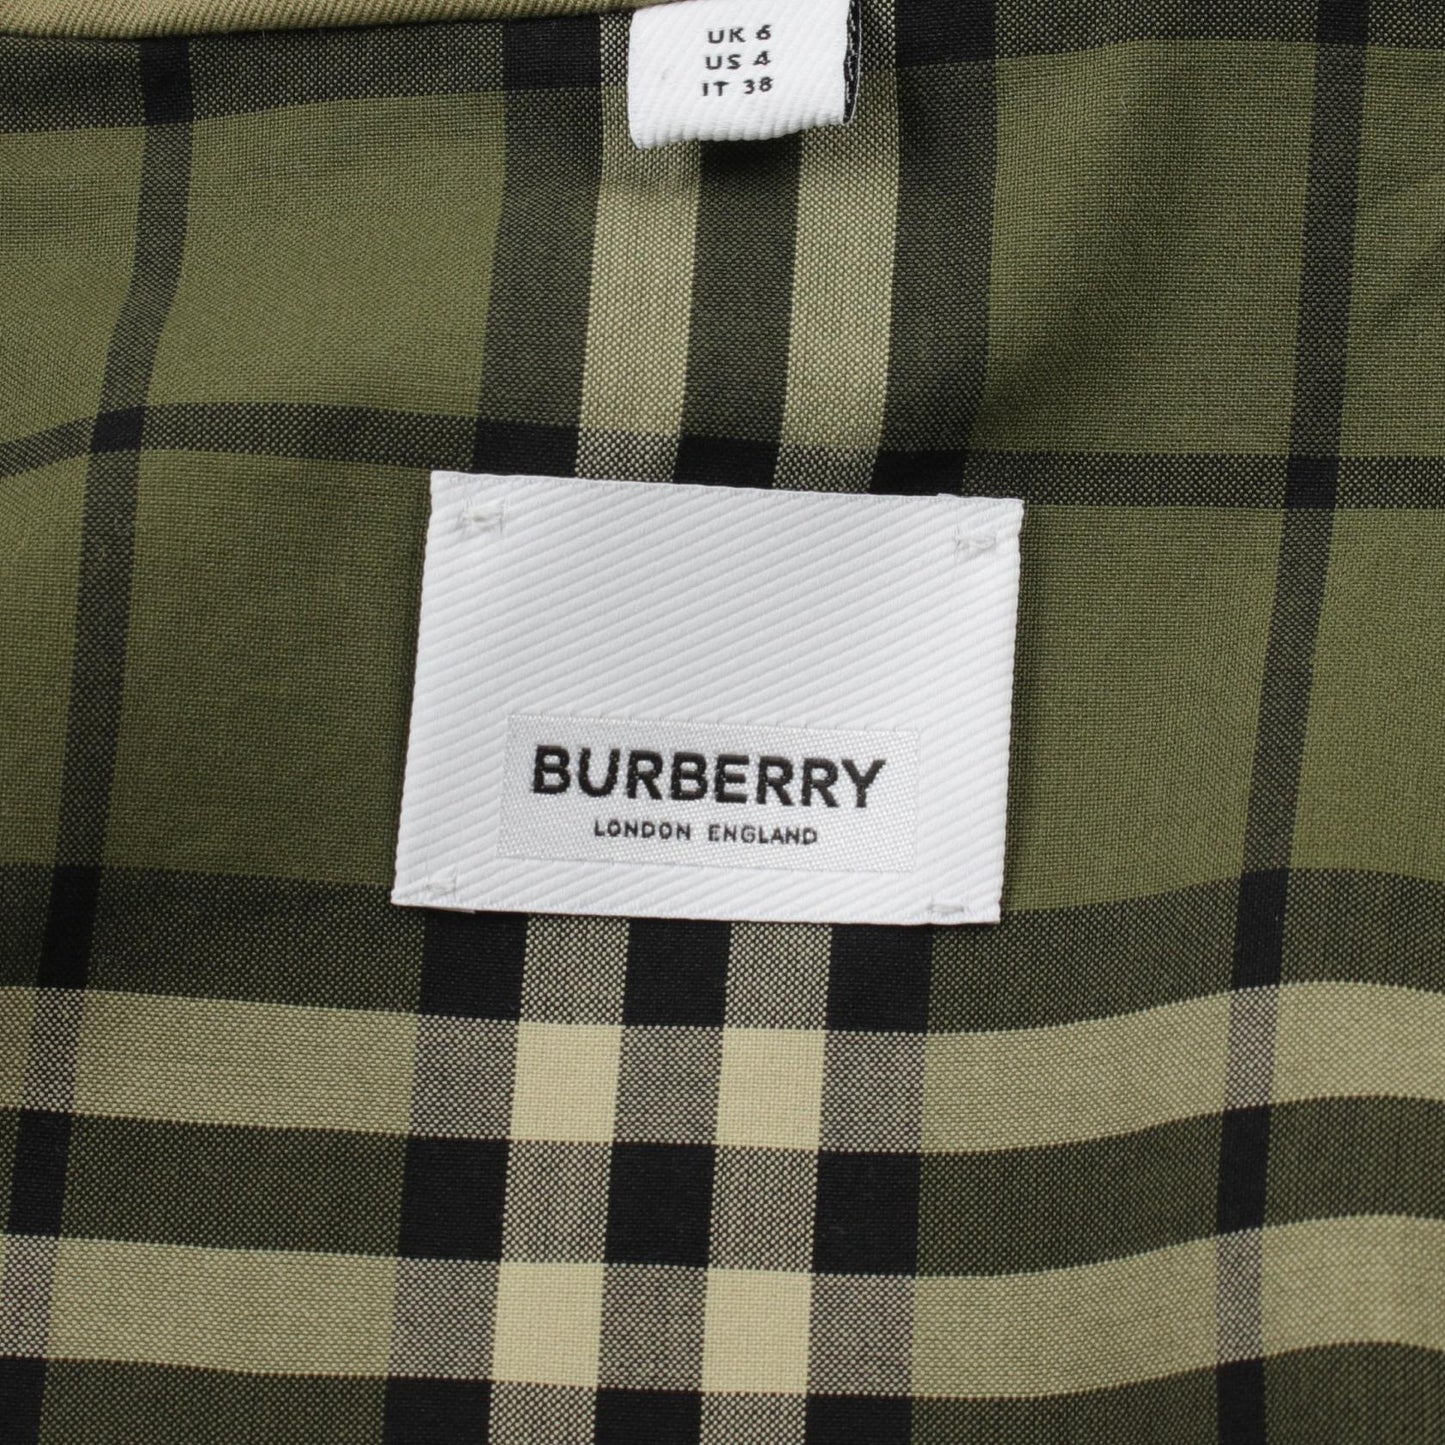 UK 6
US 4
IT 38
BURBERRY
LONDON ENGLAND